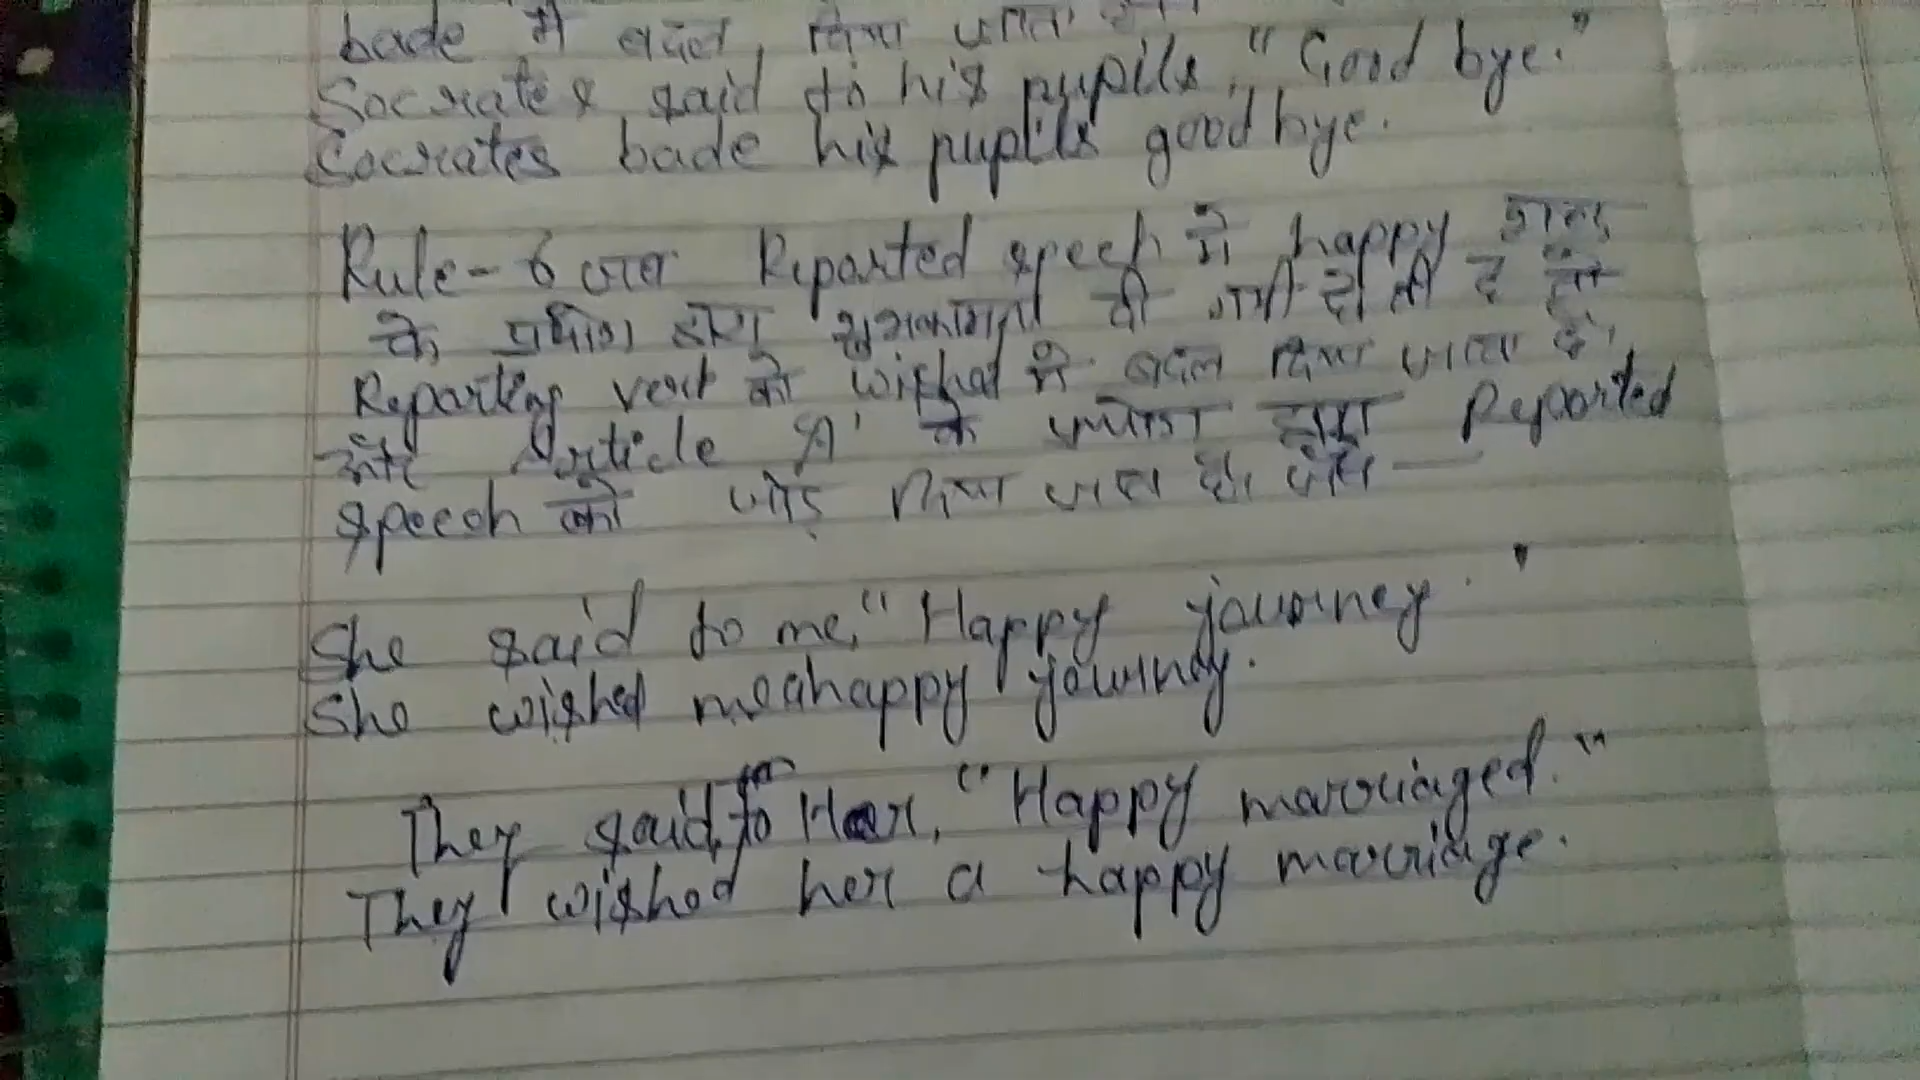 bade में बदल दिया जाता है।
Socrates said to his pupils, "Good bye."
Socrates bade his pupils good bye.
Rule-6 जब Reported speech में happy शब्द
के प्रयोग द्वारा शुभकामना दी गयी हो तो
Reporting verb को wished में बदल दिया जाता है,
और Article 'A' के प्रयोग द्वारा Reported
speech को जोड़ दिया जाता है। जैसे —
She said to me, "Happy journey."
She wished me a happy journey.
They said to Her, "Happy marriaged."
They wished her a happy marriage.